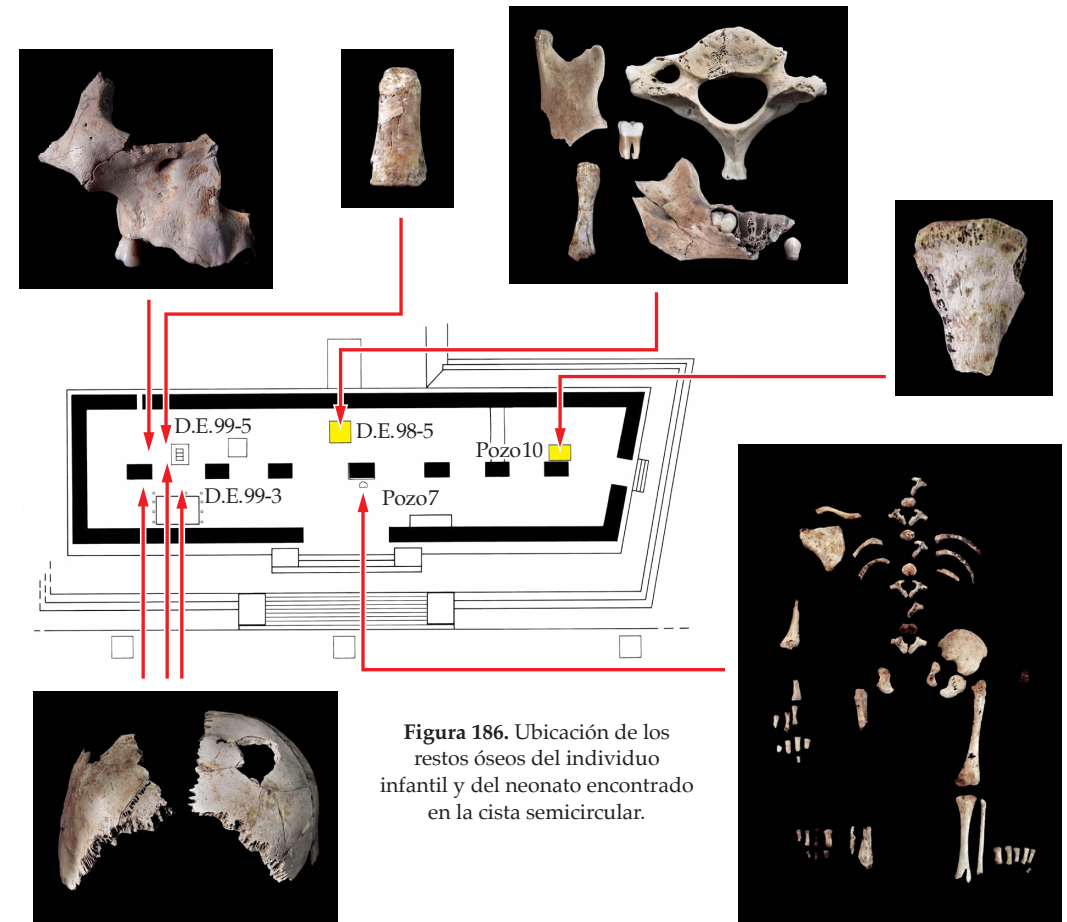 D.E.99-5
D.E.98-5
Pozo10
D.E.99-3
Pozo7
Figura 186. Ubicación de los
restos óseos del individuo
infantil y del neonato encontrado
en la cista semicircular.